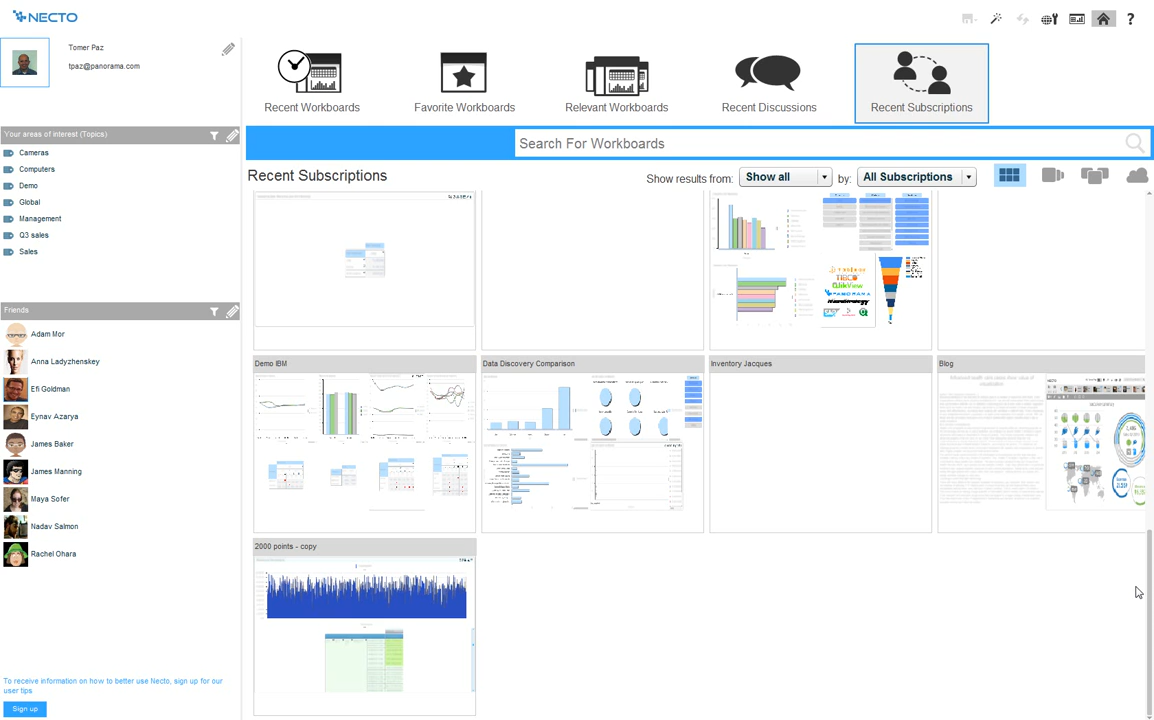 NECTO
Tomer Paz
tpaz@panorama.com
Recent Workboards
Favorite Workboards
Relevant Workboards
Recent Discussions
Recent Subscriptions
Your areas of interest (Topics)
Cameras
Computers
Demo
Global
Management
Q3 sales
Sales
Search For Workboards
Recent Subscriptions
Show results from: Show all by: All Subscriptions
Friends
Adam Mor
Anna Ladyzhenskey
Efi Goldman
Eynav Azarya
James Baker
James Manning
Maya Sofer
Nadav Salmon
Rachel Ohara
TIBCO
QlikView
PANORAMA
Demo IBM
Data Discovery Comparison
Inventory Jacques
Blog
2000 points - copy
To receive information on how to better use Necto, sign up for our
user tips
Sign up